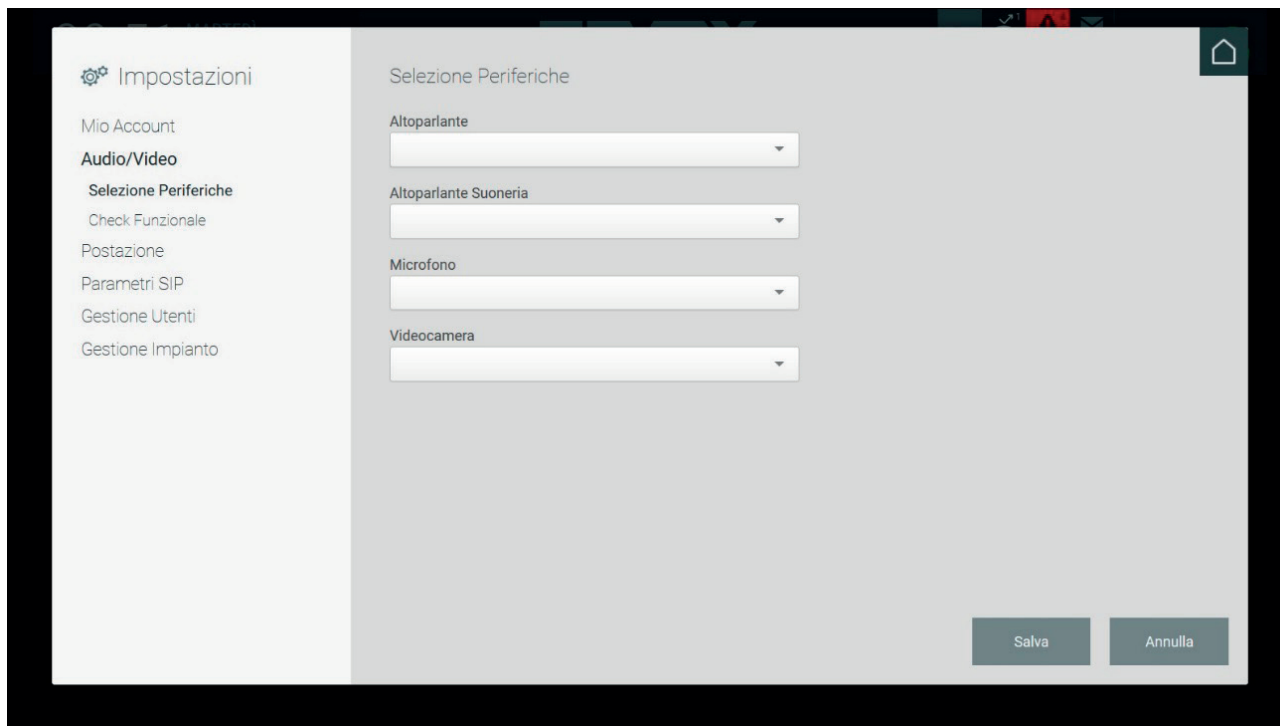 Impostazioni
Mio Account
Audio/Video
Selezione Periferiche
Check Funzionale
Postazione
Parametri SIP
Gestione Utenti
Gestione Impianto
Selezione Periferiche
Altoparlante
Altoparlante Suoneria
Microfono
Videocamera
Salva
Annulla